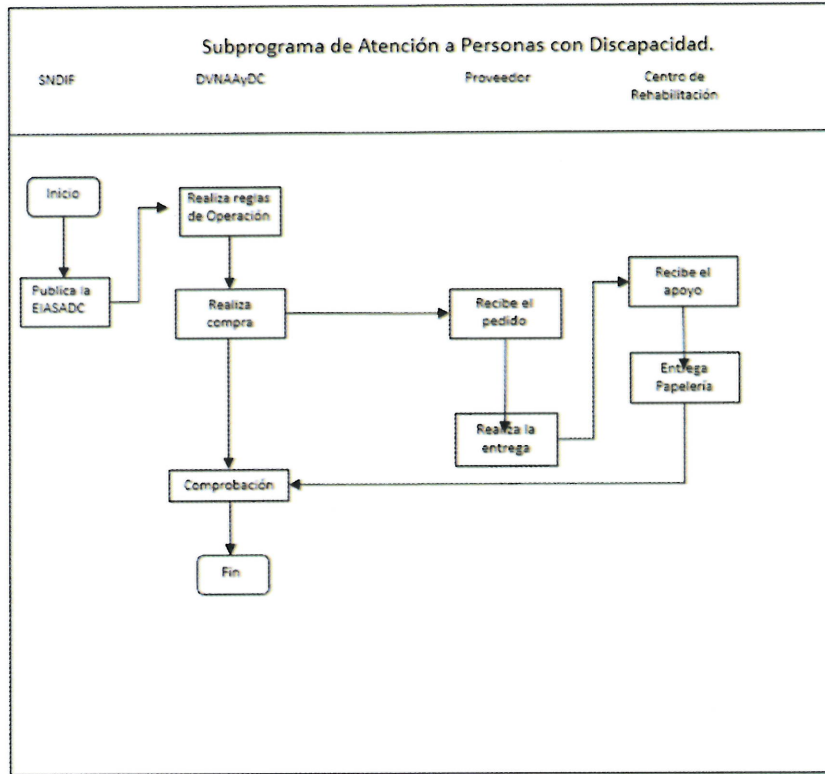 Subprograma de Atención a Personas con Discapacidad.
SNDIF
DVNAAyDC
Proveedor
Centro de
Rehabilitación
Inicio
Realiza reglas
de Operación
Publica la
EIASADC
Realiza
compra
Recibe el
pedido
Recibe el
apoyo
Entrega
Papelería
Realiza la
entrega
Comprobación
Fin